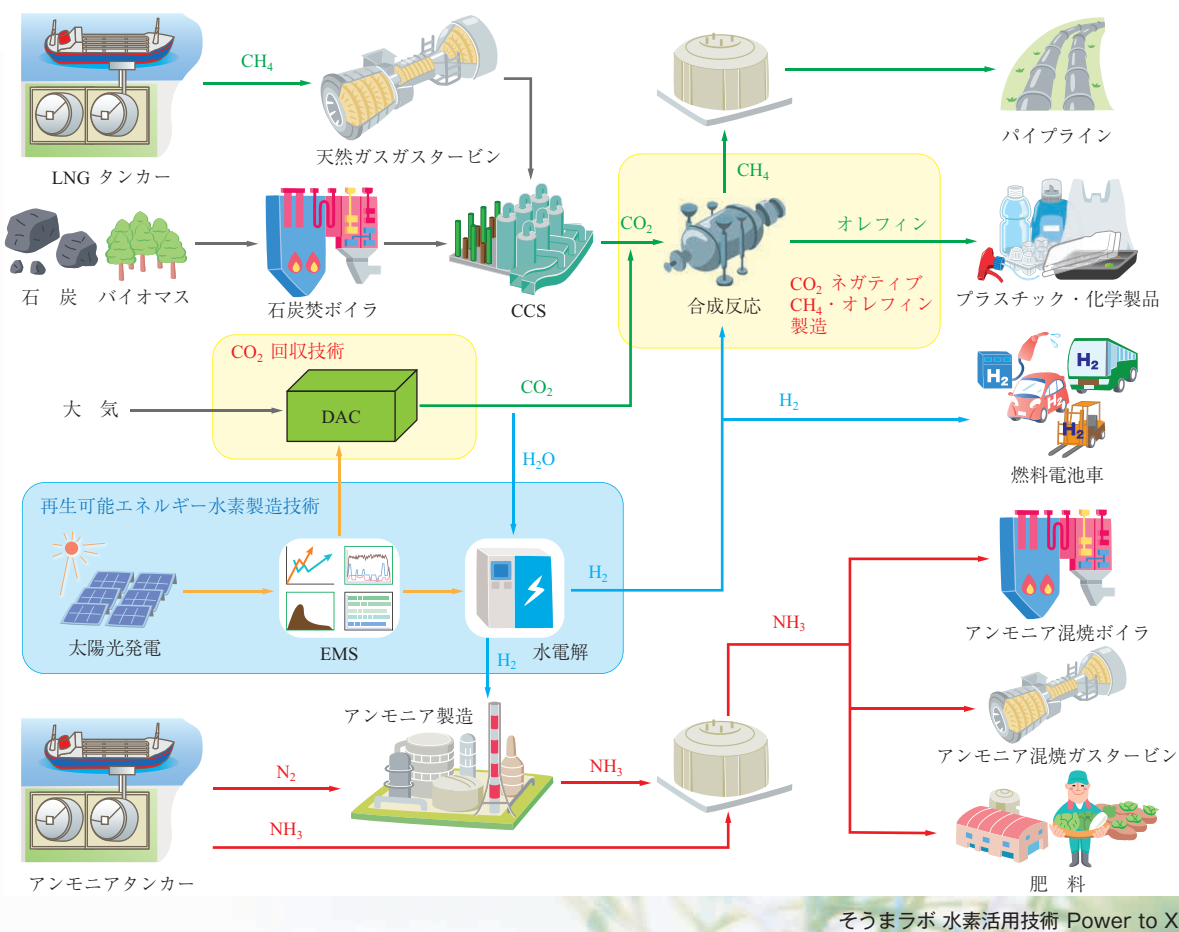 CH₄
LNG タンカー
天然ガスガスタービン
パイプライン
CH₄
石　炭
バイオマス
石炭焚ボイラ
CCS
CO₂
合成反応
オレフィン
CO₂ ネガティブ
CH₄・オレフィン
製造
プラスチック・化学製品
CO₂ 回収技術
大　気
DAC
CO₂
H₂O
H₂
H₂
H₂
H₂
H₂
燃料電池車
再生可能エネルギー水素製造技術
太陽光発電
EMS
水電解
H₂
H₂
アンモニア製造
NH₃
アンモニア混焼ボイラ
アンモニア混焼ガスタービン
N₂
NH₃
NH₃
アンモニアタンカー
肥　料
そうまラボ 水素活用技術 Power to X